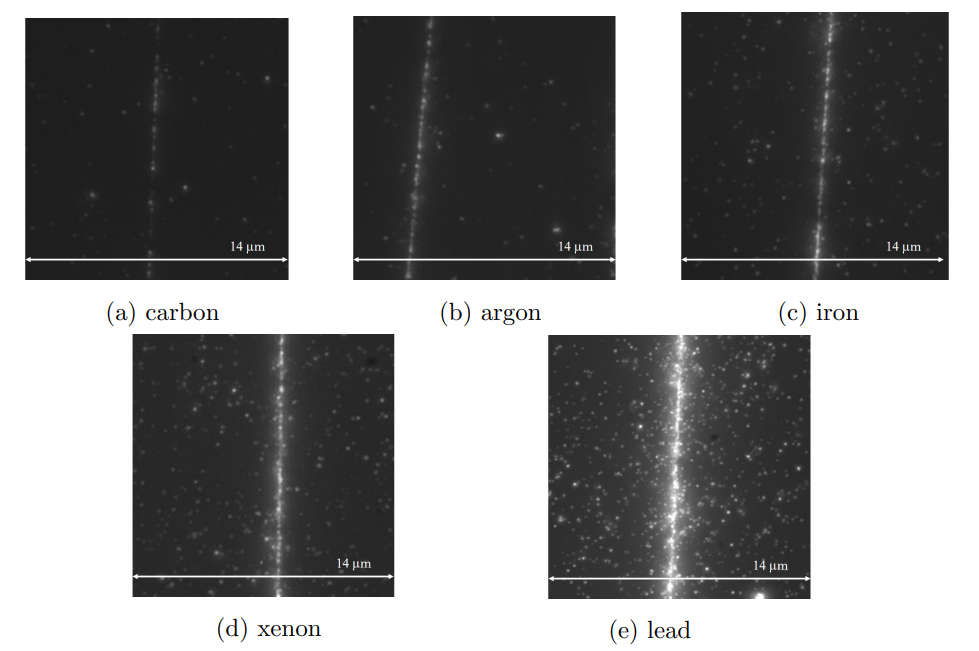 14 μm
14 μm
14 μm
(a) carbon
(b) argon
(c) iron
14 μm
14 μm
(d) xenon
(e) lead